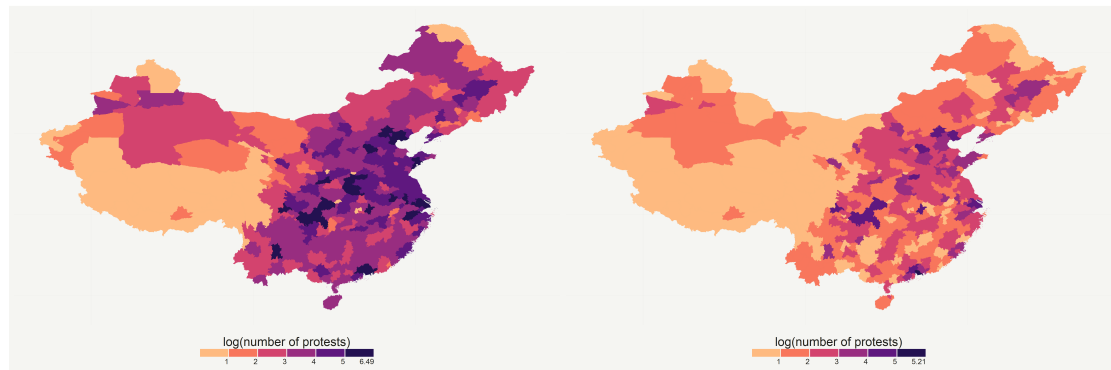 log(number of protests)
1 2 3 4 5 6.49
log(number of protests)
1 2 3 4 5 5.21